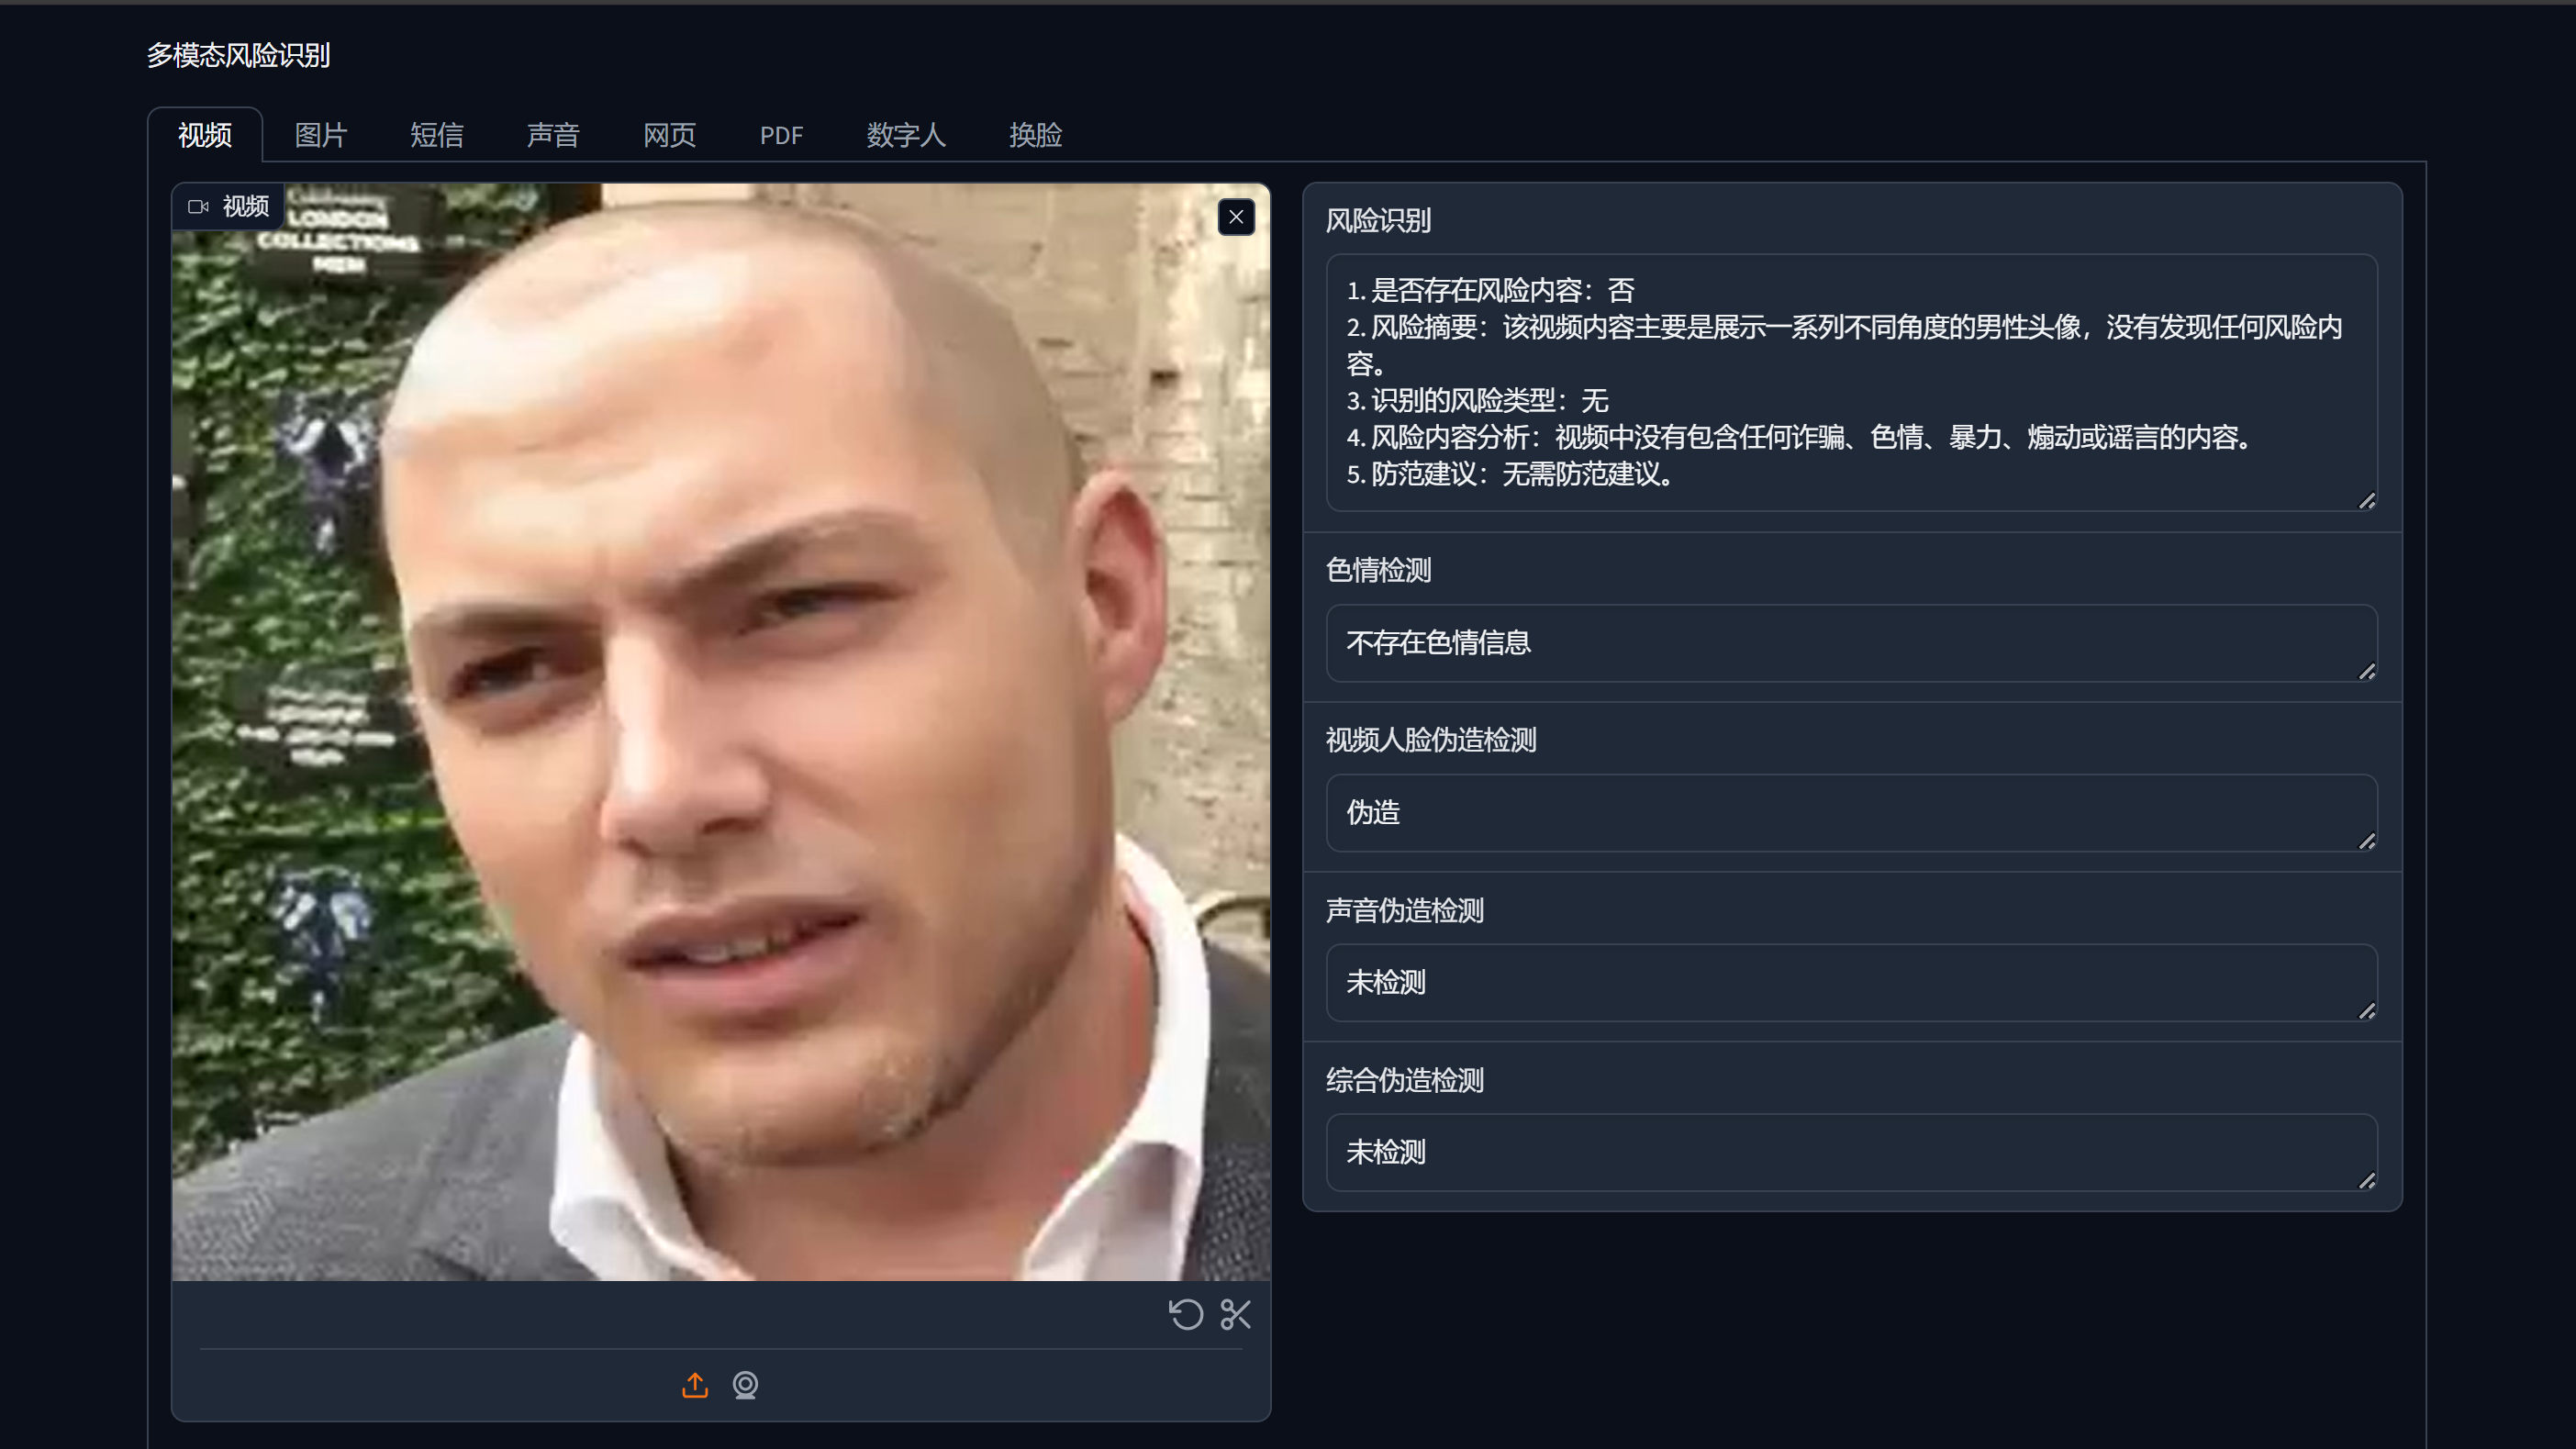 多模态风险识别
视频
图片
短信
声音
网页
PDF
数字人
换脸
视频
LONDON
COLLECTIONS
MEN
风险识别
1. 是否存在风险内容：否
2. 风险摘要：该视频内容主要是展示一系列不同角度的男性头像，没有发现任何风险内
容。
3. 识别的风险类型：无
4. 风险内容分析：视频中没有包含任何诈骗、色情、暴力、煽动或谣言的内容。
5. 防范建议：无需防范建议。
色情检测
不存在色情信息
视频人脸伪造检测
伪造
声音伪造检测
未检测
综合伪造检测
未检测